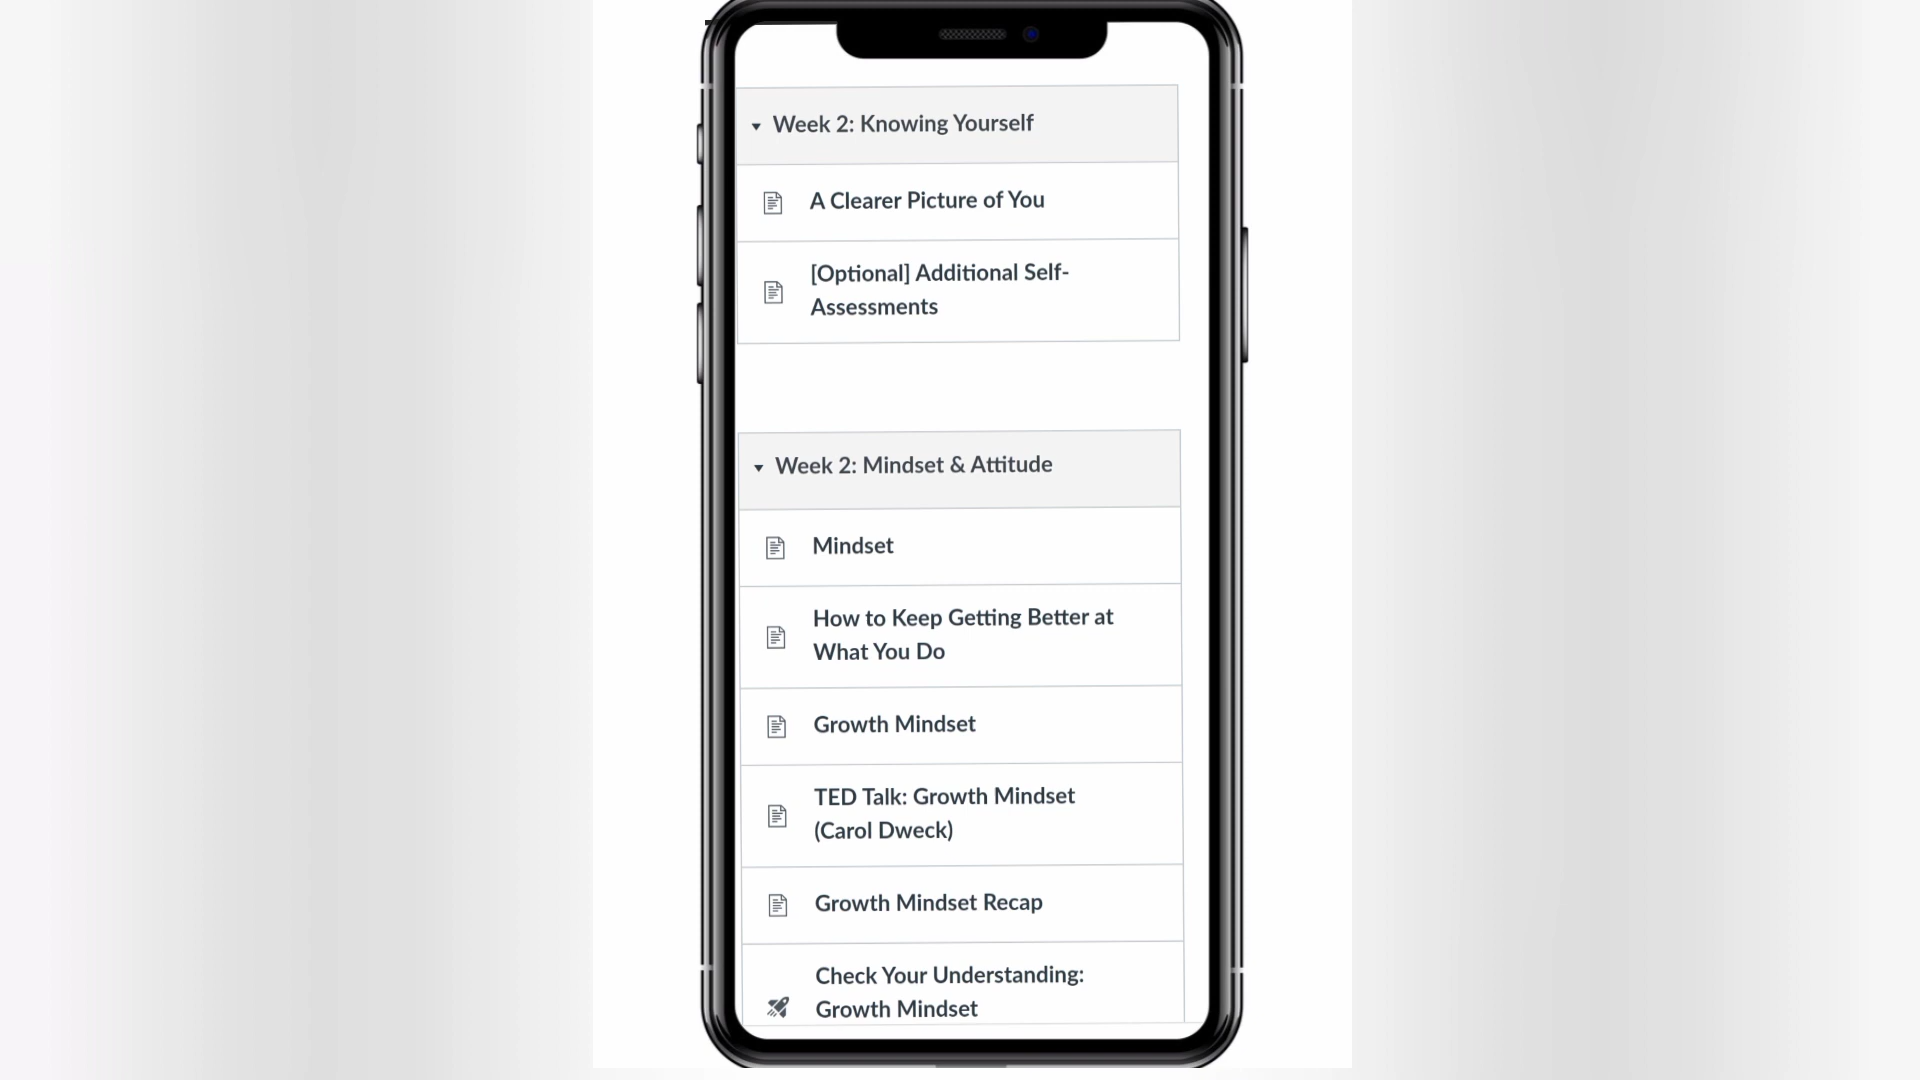 Week 2: Knowing Yourself
A Clearer Picture of You
[Optional] Additional Self-
Assessments
Week 2: Mindset & Attitude
Mindset
How to Keep Getting Better at
What You Do
Growth Mindset
TED Talk: Growth Mindset
(Carol Dweck)
Growth Mindset Recap
Check Your Understanding:
Growth Mindset